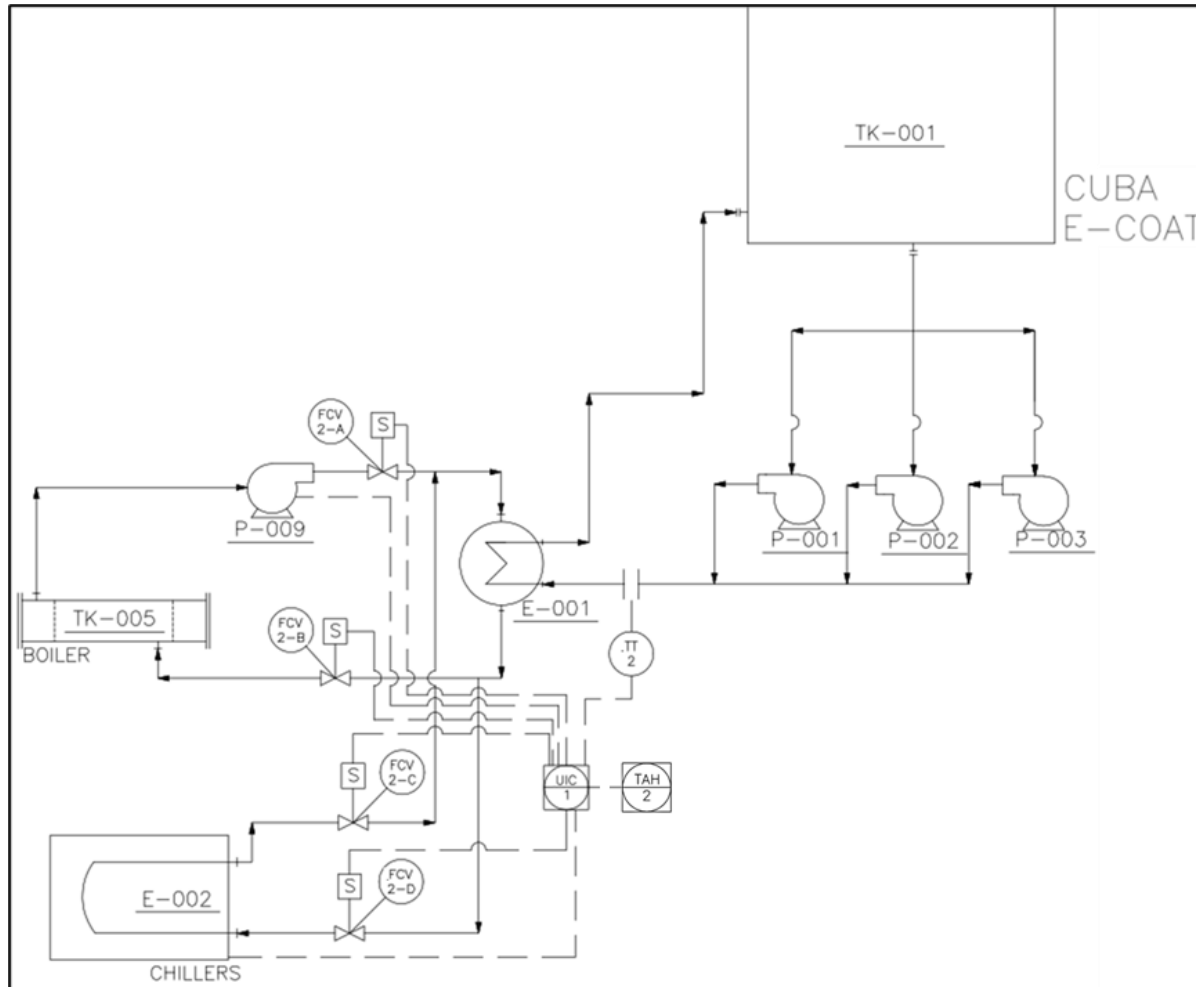 TK-001
CUBA
E-COAT
FCV
2-A
S
P-009
P-001
P-002
P-003
E-001
TK-005
BOILER
FCV
2-B
S
.TT
2
S
FCV
2-C
UIC
1
TAH
2
S
.FCV
2-D
E-002
CHILLERS